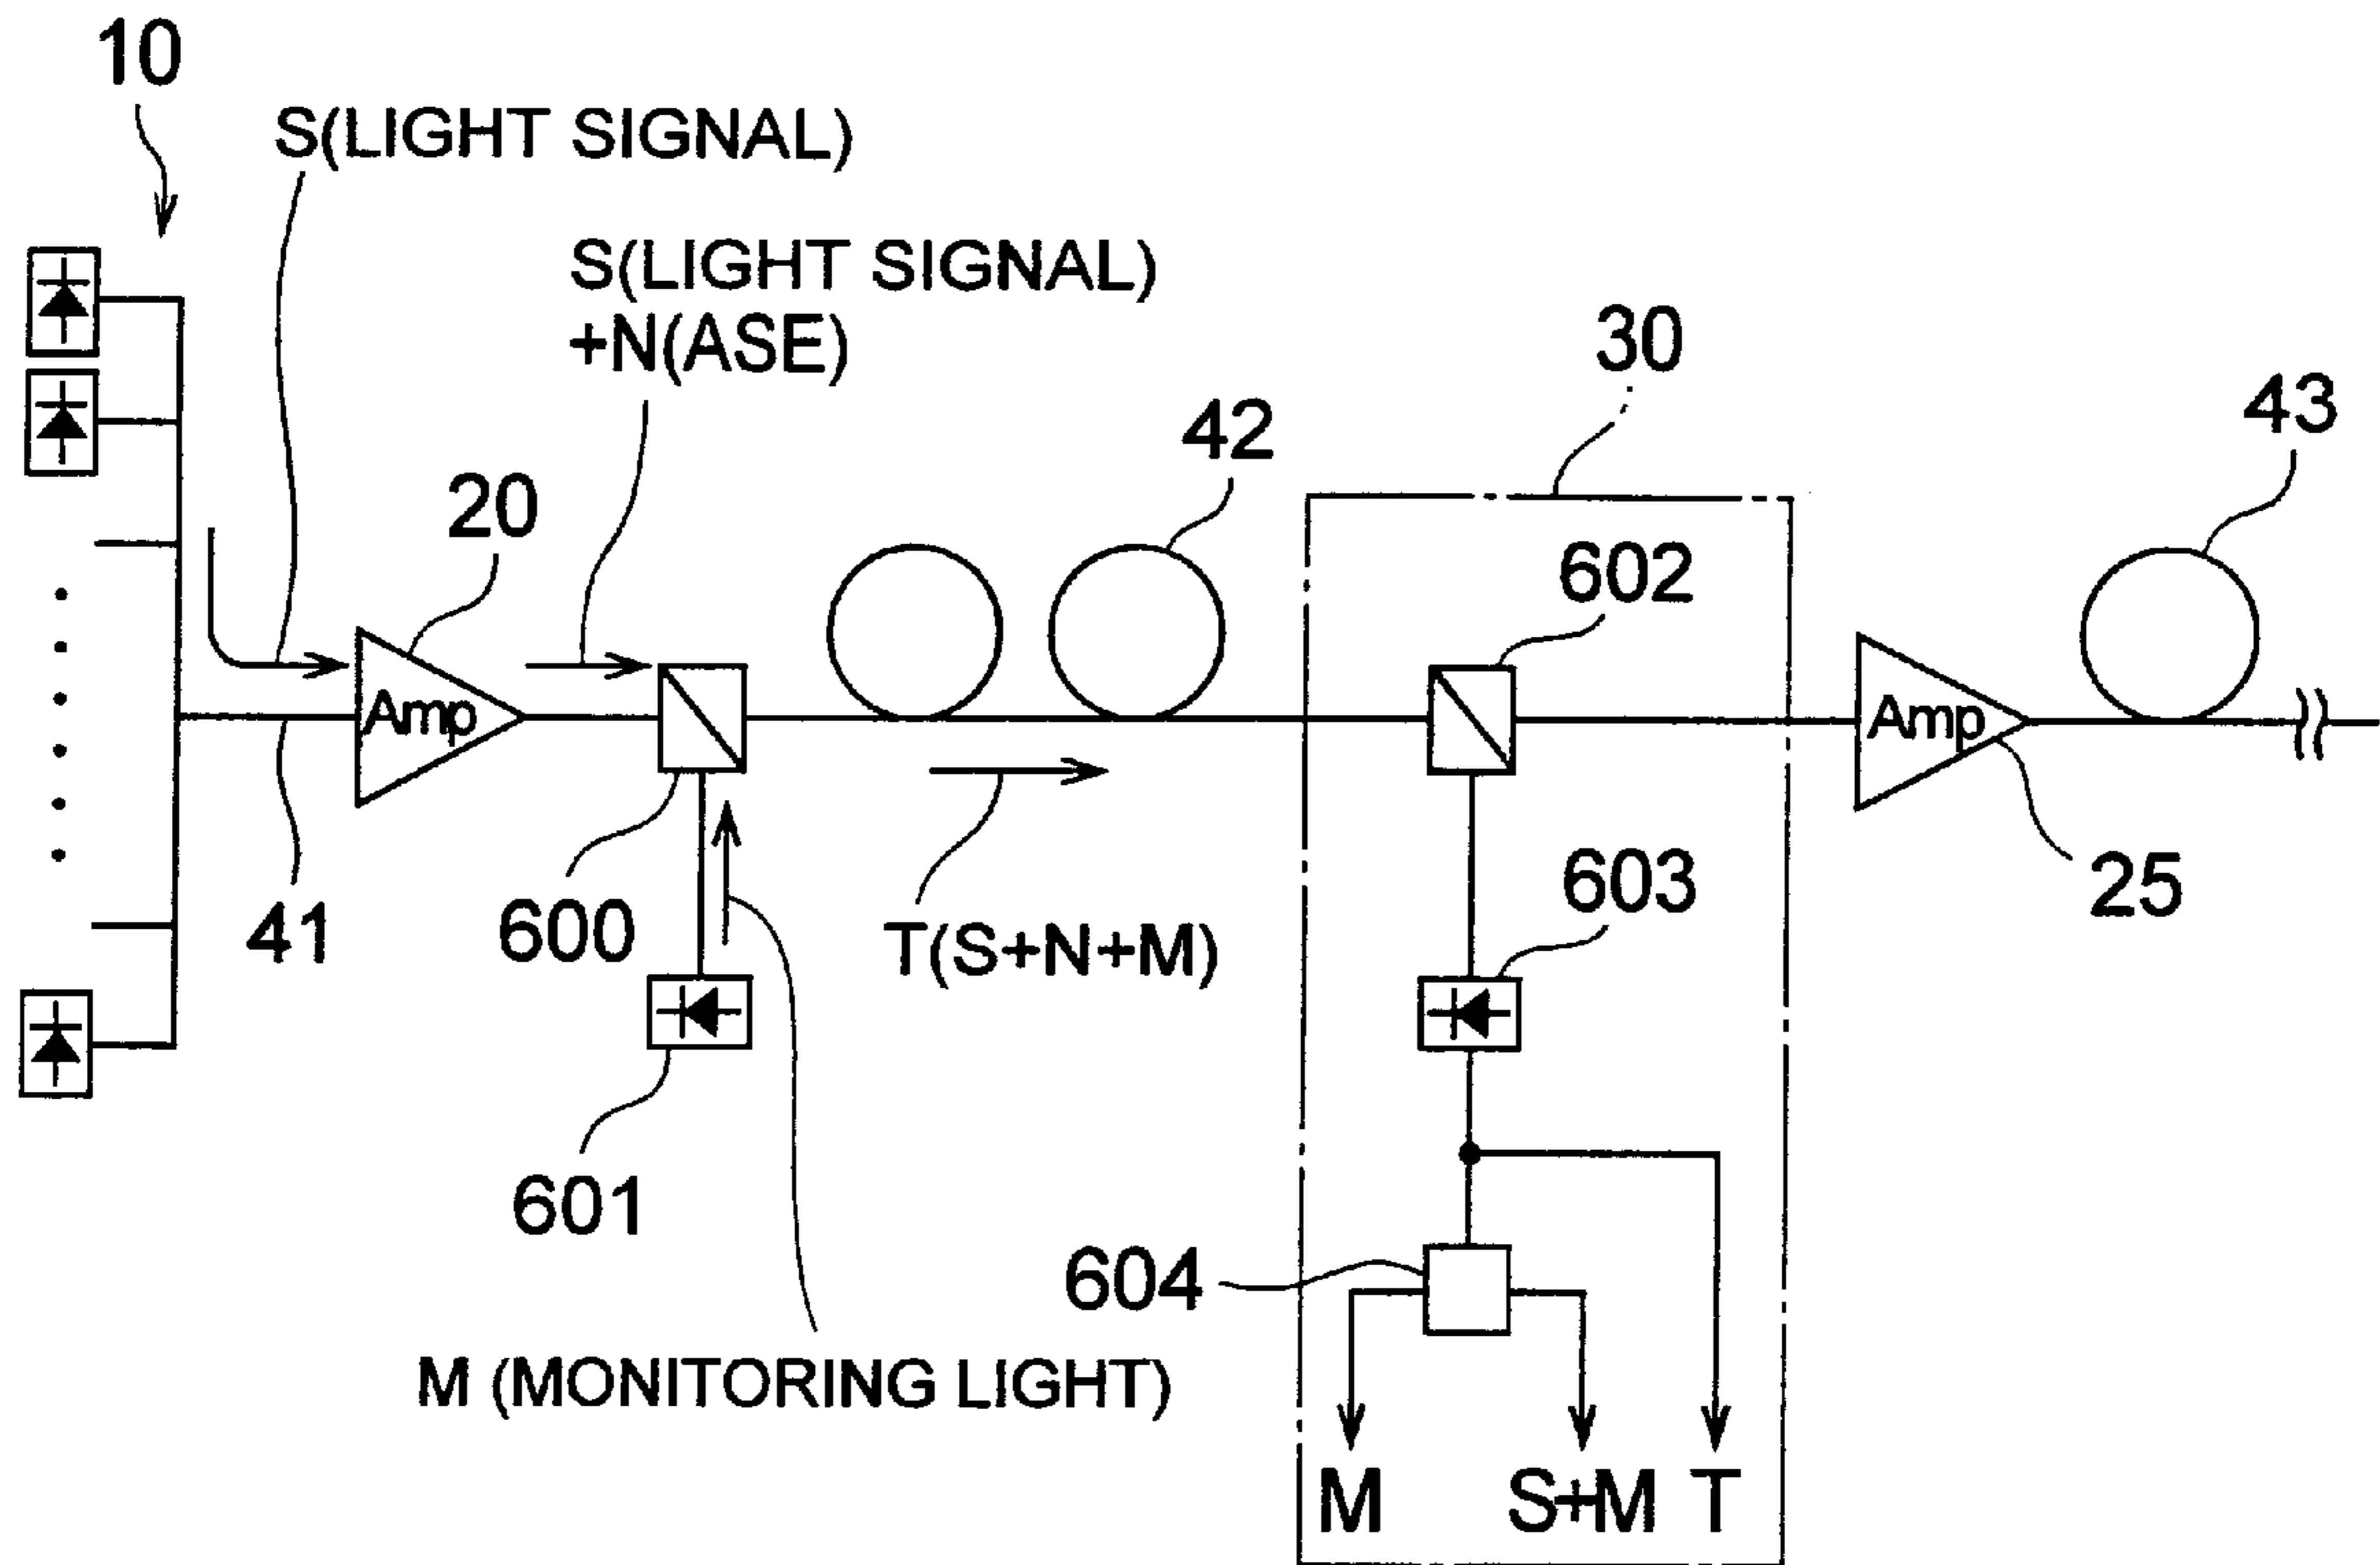 10
S(LIGHT SIGNAL)
S(LIGHT SIGNAL)
+N(ASE)
30
43
42
20
602
Amp
Amp
603
25
600
41
T(S+N+M)
601
604
M (MONITORING LIGHT)
M
S+M
T